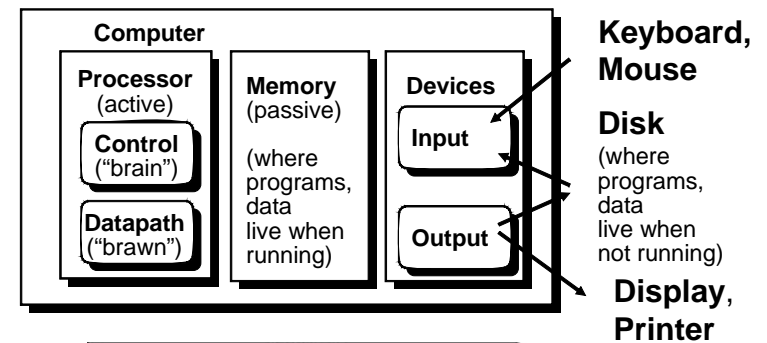 Computer
Processor
(active)
Control
(“brain”)
Datapath
(“brawn”)
Memory
(passive)
(where
programs,
data
live when
running)
Devices
Input
Output
Keyboard,
Mouse
Disk
(where
programs,
data
live when
not running)
Display,
Printer